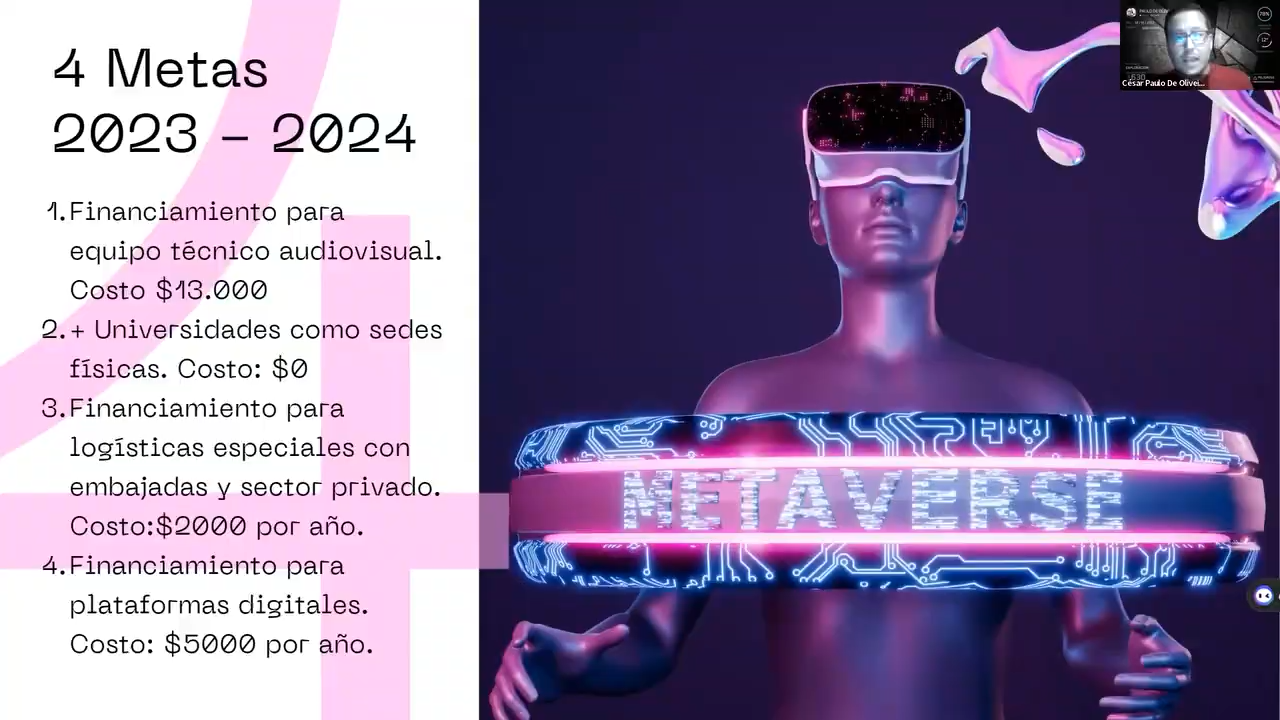 4 Metas
2023 - 2024
1. Financiamiento para
equipo técnico audiovisual.
Costo $13.000
2. + Universidades como sedes
físicas. Costo: $0
3. Financiamiento para
logísticas especiales con
embajadas y sector privado.
Costo:$2000 por año.
4. Financiamiento para
plataformas digitales.
Costo: $5000 por año.
METAVERSE
César Paulo De Olivei...